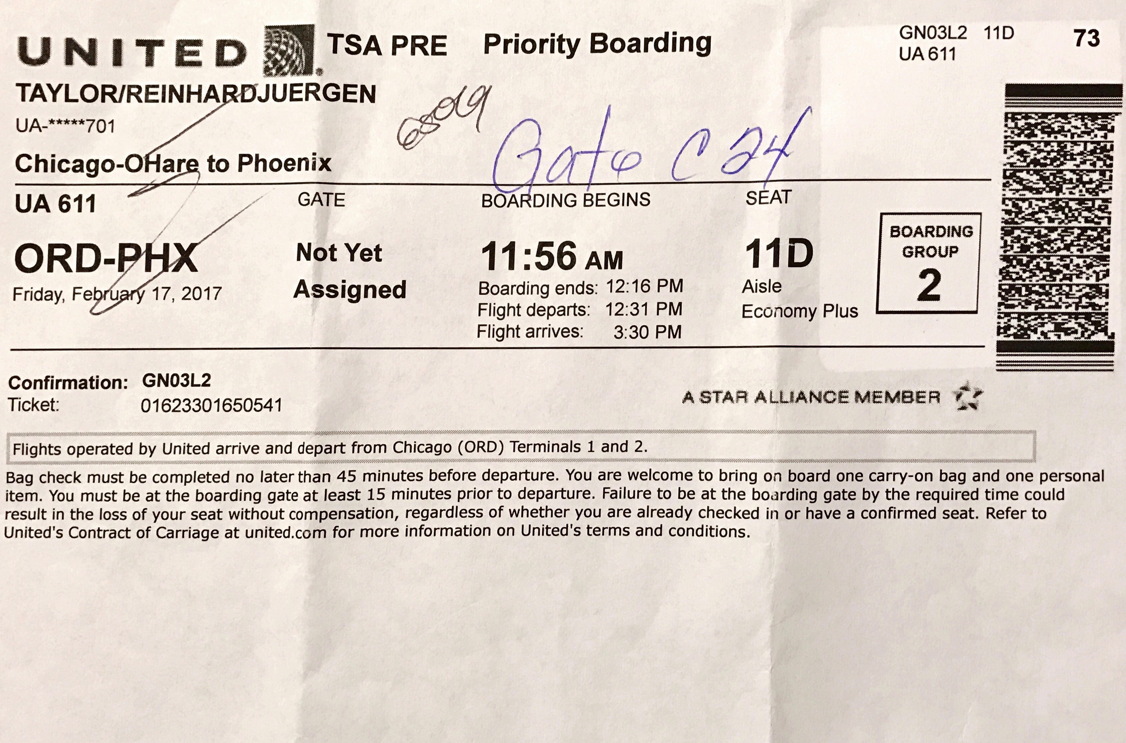 UNITED TSA PRE Priority Boarding
GN03L2 11D 73
UA 611
TAYLOR/REINHARDJUERGEN
UA-*****701
Gate C 24
Chicago-OHare to Phoenix
UA 611 GATE BOARDING BEGINS SEAT
ORD-PHX Not Yet Assigned 11:56 AM 11D
Friday, February 17, 2017
Boarding ends: 12:16 PM
Flight departs: 12:31 PM
Flight arrives: 3:30 PM
Aisle
Economy Plus
BOARDING
GROUP
2
Confirmation: GN03L2
Ticket: 01623301650541
A STAR ALLIANCE MEMBER
Flights operated by United arrive and depart from Chicago (ORD) Terminals 1 and 2.
Bag check must be completed no later than 45 minutes before departure. You are welcome to bring on board one carry-on bag and one personal
item. You must be at the boarding gate at least 15 minutes prior to departure. Failure to be at the boarding gate by the required time could
result in the loss of your seat without compensation, regardless of whether you are already checked in or have a confirmed seat. Refer to
United's Contract of Carriage at united.com for more information on United's terms and conditions.